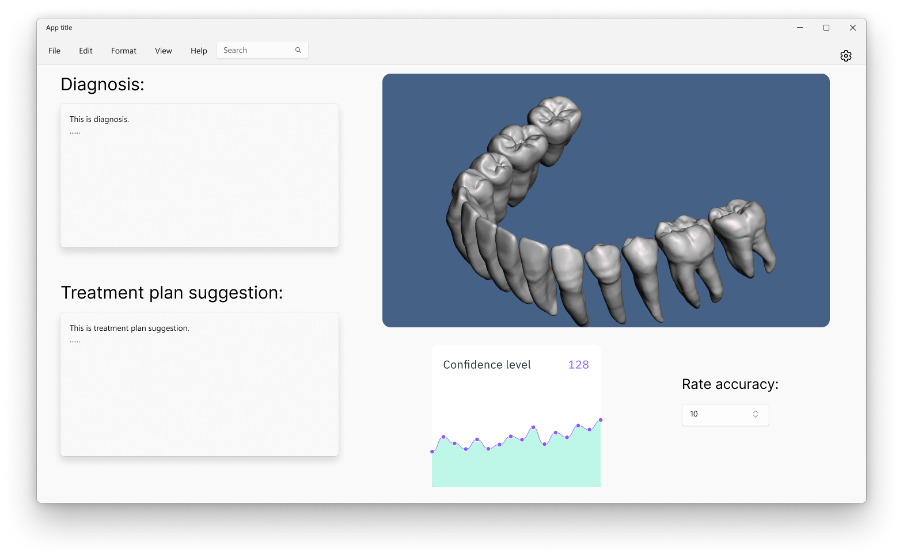 App title
File Edit Format View Help Search
Diagnosis:
This is diagnosis.
.....
Treatment plan suggestion:
This is treatment plan suggestion.
.....
Confidence level 128
Rate accuracy:
10